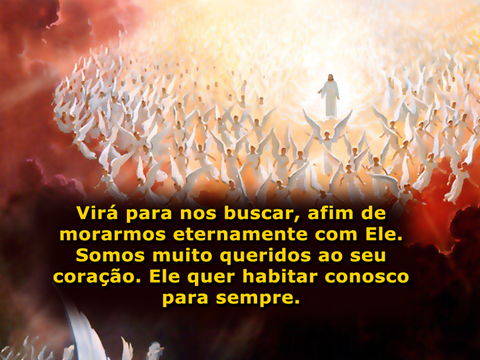 Virá para nos buscar, afim de
morarmos eternamente com Ele.
Somos muito queridos ao seu
coração. Ele quer habitar conosco
para sempre.